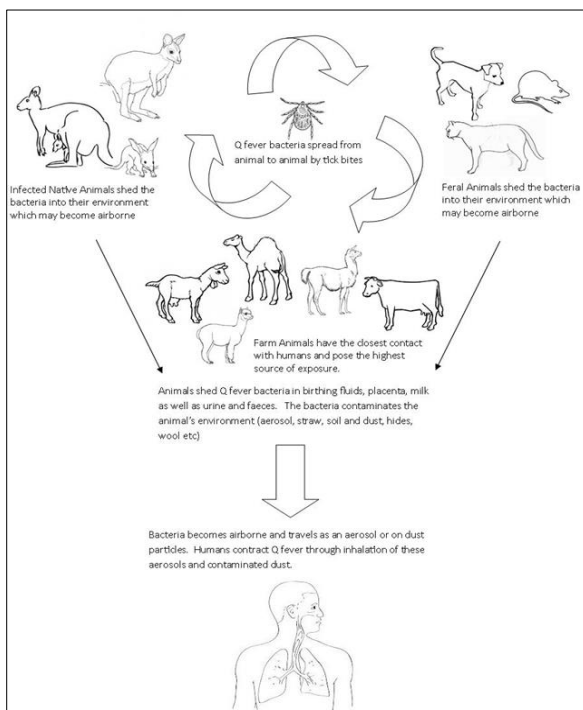 Q fever bacteria spread from
animal to animal by tick bites
Infected Native Animals shed the
bacteria into their environment
which may become airborne
Feral Animals shed the bacteria
into their environment which
may become airborne
Farm Animals have the closest contact
with humans and pose the highest
source of exposure.
Animals shed Q fever bacteria in birthing fluids, placenta, milk
as well as urine and faeces. The bacteria contaminates the
animal's environment (aerosol, straw, soil and dust, hides,
wool etc)
Bacteria becomes airborne and travels as an aerosol or on dust
particles. Humans contract Q fever through inhalation of these
aerosols and contaminated dust.